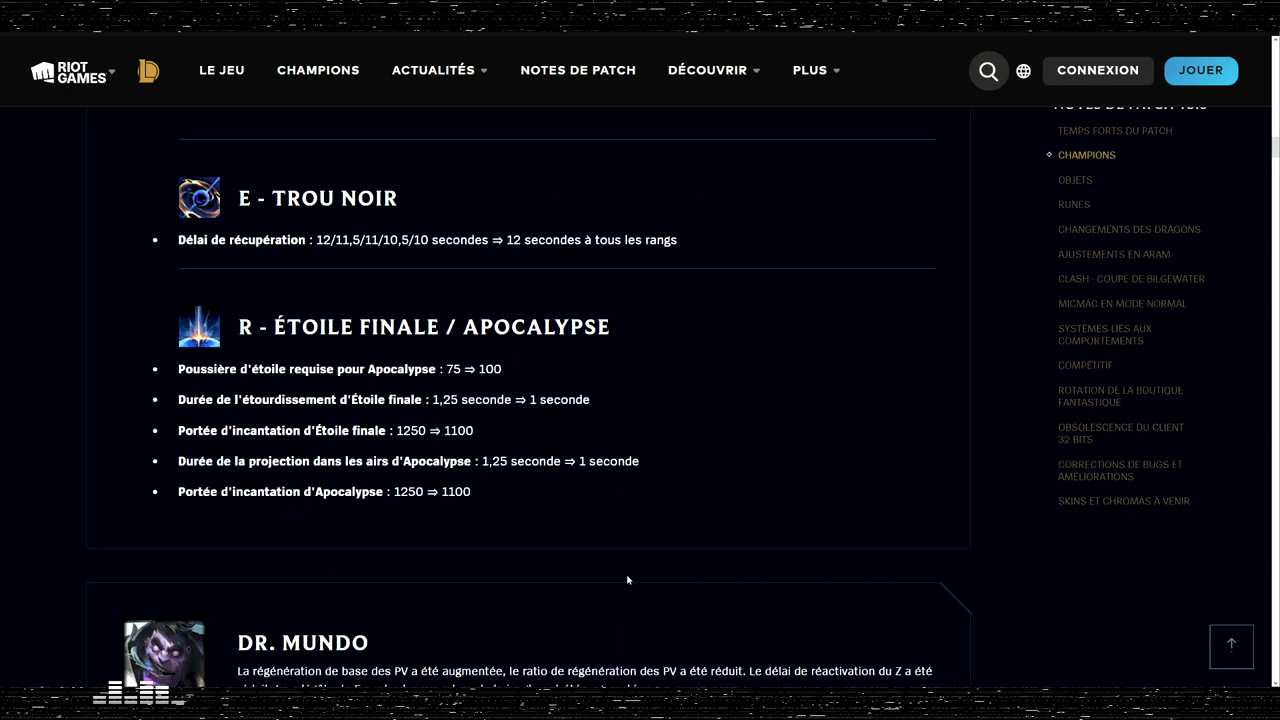 RIOT GAMES
LE JEU
CHAMPIONS
ACTUALITÉS
NOTES DE PATCH
DÉCOUVRIR
PLUS
CONNEXION
JOUER
E - TROU NOIR
• Délai de récupération : 12/11,5/11/10,5/10 secondes ⇒ 12 secondes à tous les rangs
R - ÉTOILE FINALE / APOCALYPSE
• Poussière d'étoile requise pour Apocalypse : 75 ⇒ 100
• Durée de l'étourdissement d'Étoile finale : 1,25 seconde ⇒ 1 seconde
• Portée d'incantation d'Étoile finale : 1250 ⇒ 1100
• Durée de la projection dans les airs d'Apocalypse : 1,25 seconde ⇒ 1 seconde
• Portée d'incantation d'Apocalypse : 1250 ⇒ 1100
DR. MUNDO
La régénération de base des PV a été augmentée, le ratio de régénération des PV a été réduit. Le délai de réactivation du Z a été
NOTES DE PATCH
TEMPS FORTS DU PATCH
CHAMPIONS
OBJETS
RUNES
CHANGEMENTS DES DRAGONS
AJUSTEMENTS EN ARAM
CLASH - COUPE DE BILGEWATER
MICMAC EN MODE NORMAL
SYSTÈMES LIÉS AUX
COMPORTEMENTS
COMPÉTITIF
ROTATION DE LA BOUTIQUE
FANTASTIQUE
OBSOLESCENCE DU CLIENT
32 BITS
CORRECTIONS DE BUGS ET
AMÉLIORATIONS
SKINS ET CHROMAS À VENIR